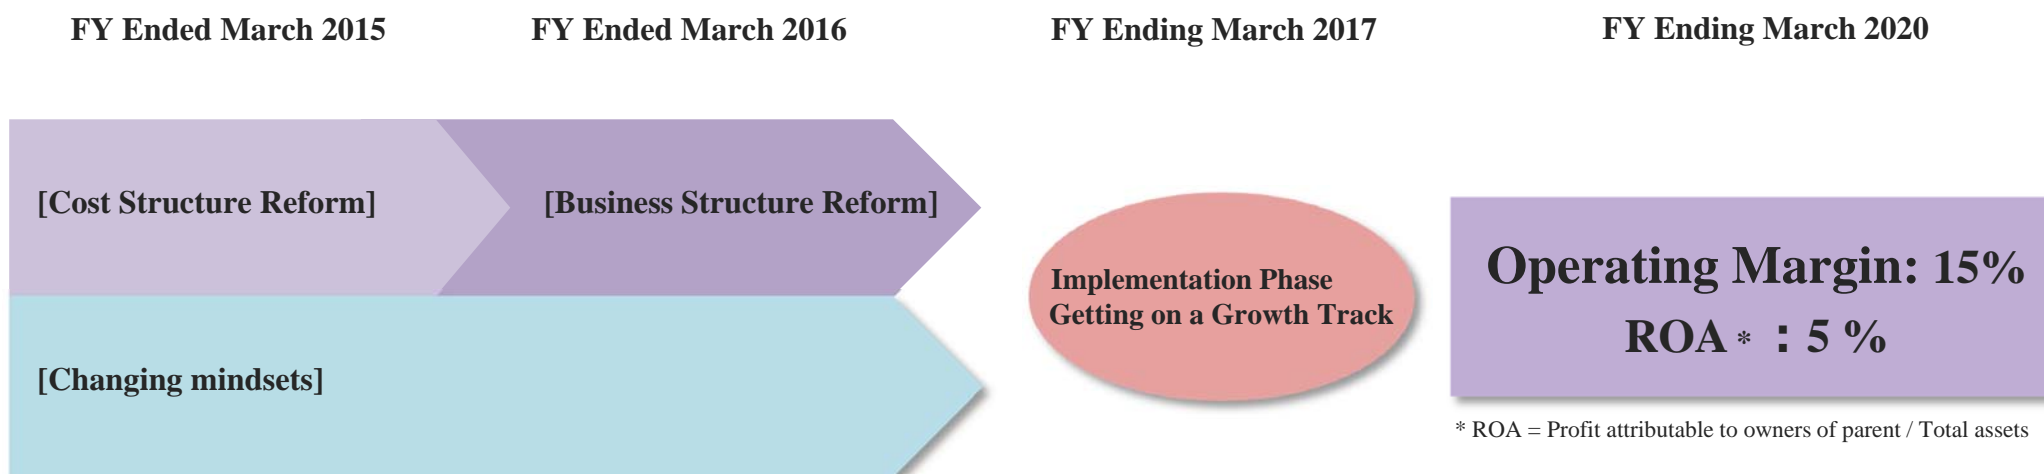 FY Ended March 2015
FY Ended March 2016
FY Ending March 2017
FY Ending March 2020
[Cost Structure Reform]
[Business Structure Reform]
[Changing mindsets]
Implementation Phase
Getting on a Growth Track
Operating Margin: 15%
ROA * : 5 %
* ROA = Profit attributable to owners of parent / Total assets